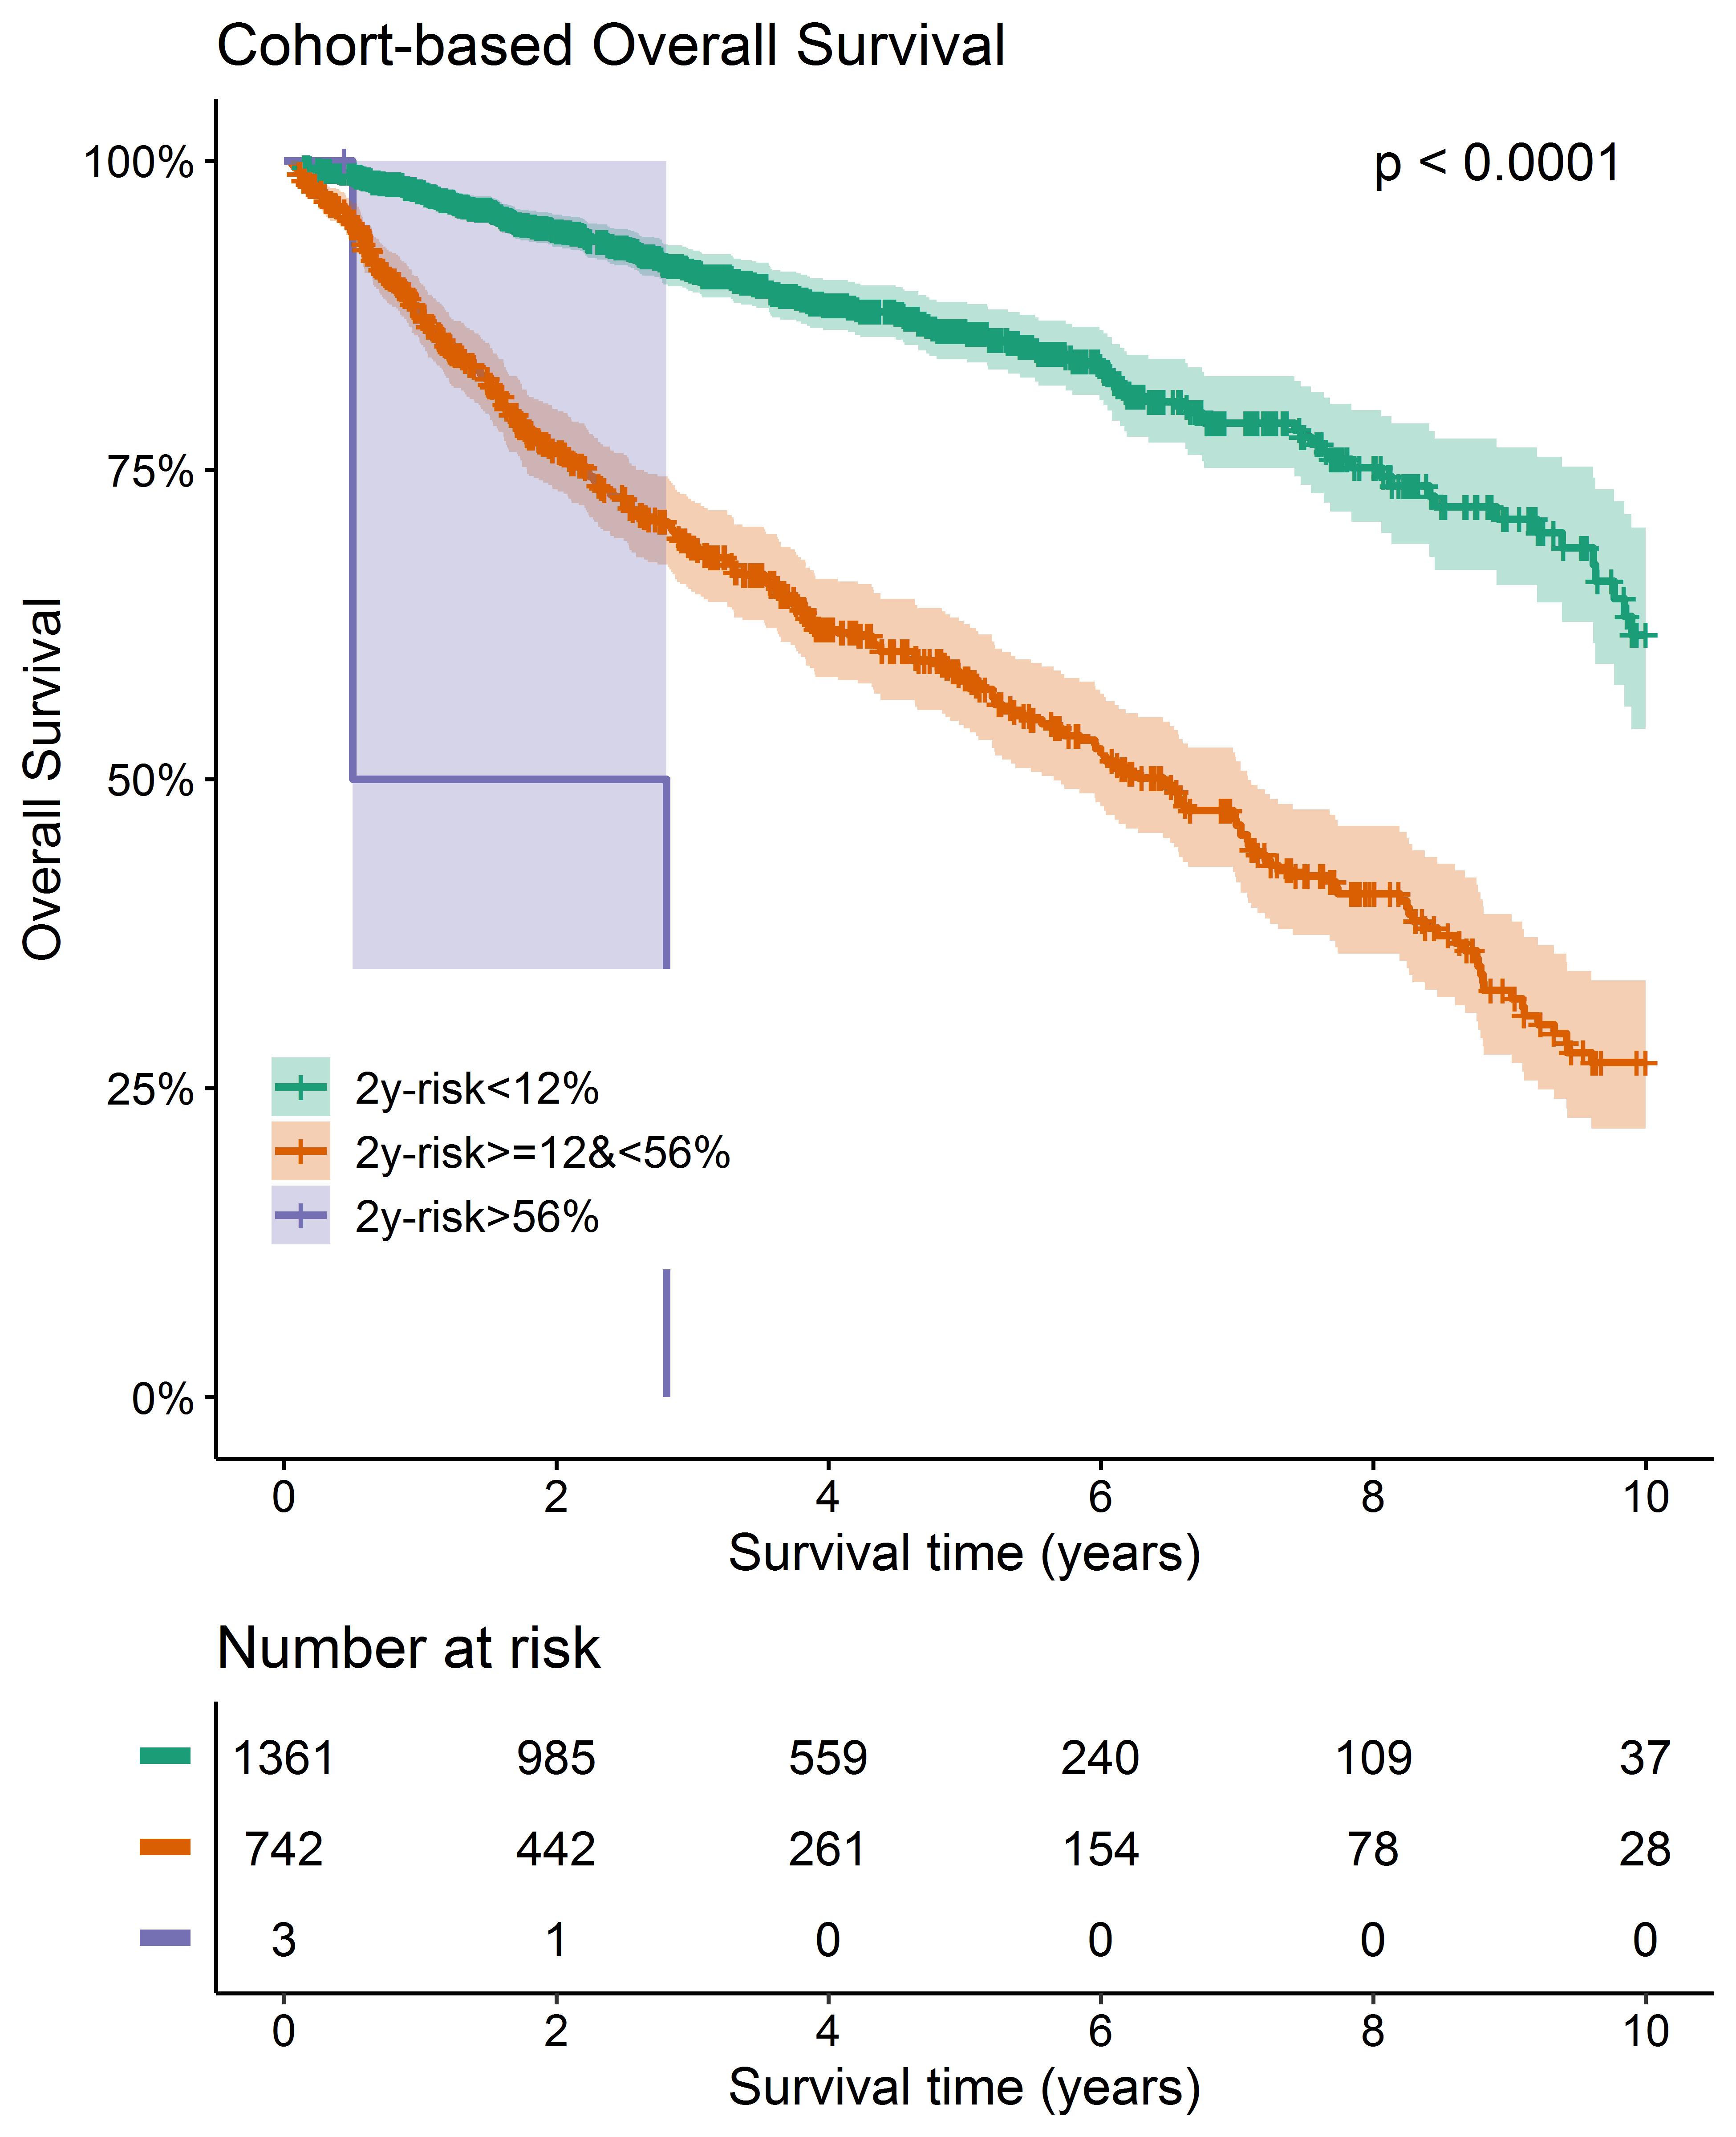 Cohort-based Overall Survival
p < 0.0001
100%
75%
50%
25%
0%
Overall Survival
2y-risk<12%
2y-risk>=12&<56%
2y-risk>56%
0 2 4 6 8 10
Survival time (years)
Number at risk
1361 985 559 240 109 37
742 442 261 154 78 28
3 1 0 0 0 0
0 2 4 6 8 10
Survival time (years)